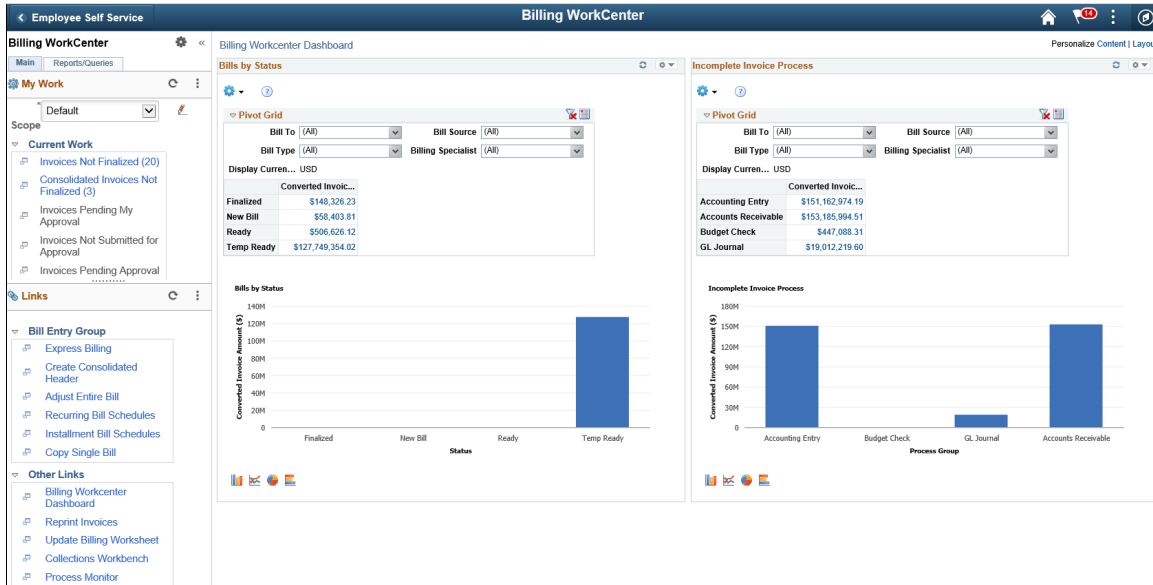 Employee Self Service
Billing WorkCenter
14
Billing WorkCenter
«
Main
Reports/Queries
My Work
*
Default
Scope
Current Work
Invoices Not Finalized (20)
Consolidated Invoices Not
Finalized (3)
Invoices Pending My
Approval
Invoices Not Submitted for
Approval
Invoices Pending Approval
Links
Bill Entry Group
Express Billing
Create Consolidated
Header
Adjust Entire Bill
Recurring Bill Schedules
Installment Bill Schedules
Copy Single Bill
Other Links
Billing Workcenter
Dashboard
Reprint Invoices
Update Billing Worksheet
Collections Workbench
Process Monitor
Billing Workcenter Dashboard
Personalize Content | Layou
Bills by Status
Pivot Grid
Bill To (All) Bill Source (All)
Bill Type (All) Billing Specialist (All)
Display Curren... USD
Converted Invoic...
Finalized $148,326.23
New Bill $58,403.81
Ready $506,626.12
Temp Ready $127,749,354.02
Bills by Status
Converted Invoice Amount ($)
140M
120M
100M
80M
60M
40M
20M
0
Finalized New Bill Ready Temp Ready
Status
Incomplete Invoice Process
Pivot Grid
Bill To (All) Bill Source (All)
Bill Type (All) Billing Specialist (All)
Display Curren... USD
Converted Invoic...
Accounting Entry $151,162,974.19
Accounts Receivable $153,185,994.51
Budget Check $447,088.31
GL Journal $19,012,219.60
Incomplete Invoice Process
Converted Invoice Amount ($)
180M
150M
120M
90M
60M
30M
0
Accounting Entry Budget Check GL Journal Accounts Receivable
Process Group